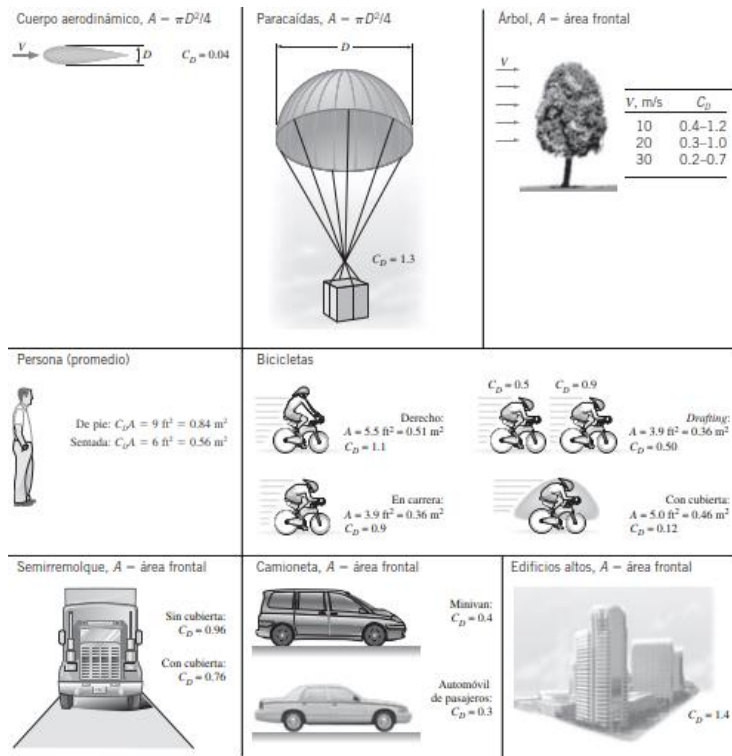 Cuerpo aerodinámico, A = πD²/4
V
D
C_D = 0.04
Paracaídas, A = πD²/4
D
C_D = 1.3
Árbol, A = área frontal
V
V, m/s C_D
10 0.4–1.2
20 0.3–1.0
30 0.2–0.7
Persona (promedio)
De pie: C_DA = 9 ft² = 0.84 m²
Sentada: C_DA = 6 ft² = 0.56 m²
Bicicletas
Derecho:
A = 5.5 ft² = 0.51 m²
C_D = 1.1
C_D = 0.5 C_D = 0.9
Drafting:
A = 3.9 ft² = 0.36 m²
C_D = 0.50
En carrera:
A = 3.9 ft² = 0.36 m²
C_D = 0.9
Con cubierta:
A = 5.0 ft² = 0.46 m²
C_D = 0.12
Semirremolque, A = área frontal
Sin cubierta:
C_D = 0.96
Con cubierta:
C_D = 0.76
Camioneta, A = área frontal
Minivan:
C_D = 0.4
Automóvil
de pasajeros:
C_D = 0.3
Edificios altos, A = área frontal
C_D = 1.4